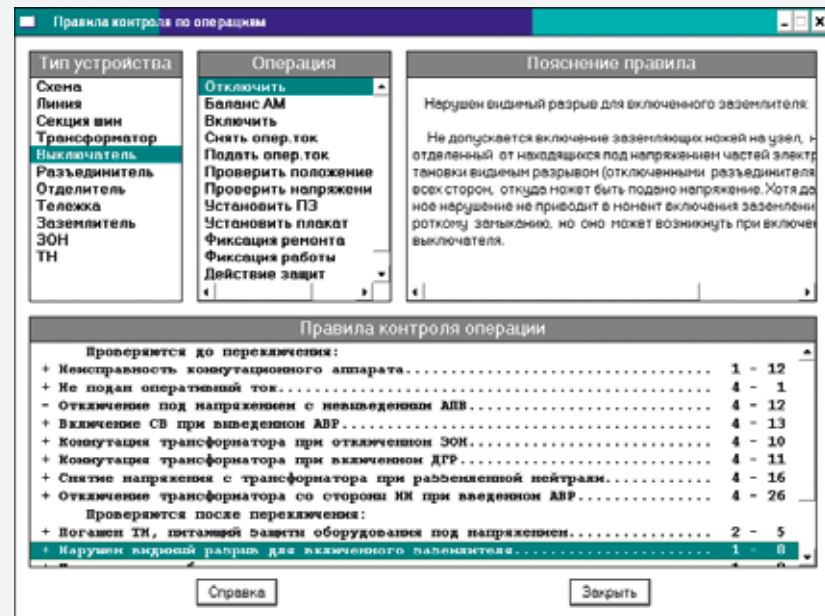 Правила контроля по операциям
Тип устройства
Схема
Линия
Секция шин
Трансформатор
Выключатель
Разъединитель
Отделитель
Тележка
Заземлитель
ЗОН
ТН
Операция
Отключить
Баланс АМ
Включить
Снять опер.ток
Подать опер.ток
Проверить положение
Проверить напряжени
Установить ПЗ
Установить плакат
Фиксация ремонта
Фиксация работы
Действие защит
Пояснение правила
Нарушен видимый разрыв для включенного заземлителя:
Не допускается включение заземляющих ножей на узел, н
отделенный от находящихся под напряжением частей электр
тановки видимым разрывом (отключенными разъединителя
всех сторон, откуда может быть подано напряжение. Хотя да
ное нарушение не приводит в момент включения заземлени
роткому замыканию, но оно может возникнуть при включен
выключателя.
Правила контроля операции
Проверяются до переключения:
+ Неисправность коммутационного аппарата 1 - 12
+ Не подан оперативный ток 4 - 1
- Отключение под напряжением с невыведенным АПВ 4 - 12
+ Включение СВ при выведенном АВР 4 - 13
+ Коммутация трансформатора при отключенном ЗОН 4 - 10
+ Коммутация трансформатора при включенном ДГР 4 - 11
+ Снятие напряжения с трансформатора при разземленной нейтрали 4 - 16
+ Отключение трансформатора со стороны НН при введенном АВР 4 - 26
Проверяются после переключения:
+ Погашен ТН, питающий защиты оборудования под напряжением 2 - 5
+ Нарушен видимый разрыв для включенного заземлителя 1 - 8
Справка
Закрыть